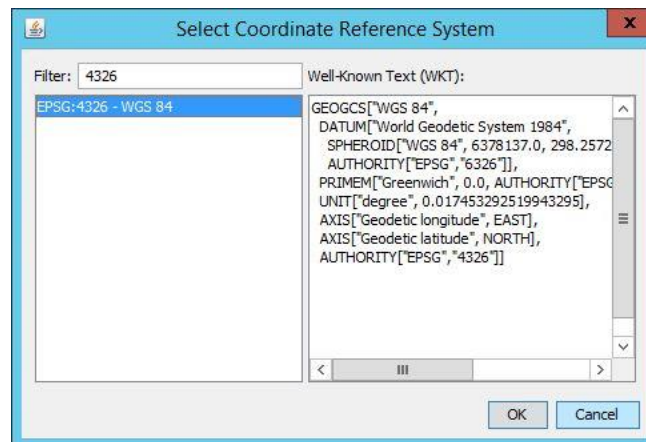 Select Coordinate Reference System
x
Filter: 4326
Well-Known Text (WKT):
EPSG:4326 - WGS 84
GEOGCS["WGS 84",
DATUM["World Geodetic System 1984",
SPHEROID["WGS 84", 6378137.0, 298.2572
AUTHORITY["EPSG","6326"]],
PRIMEM["Greenwich", 0.0, AUTHORITY["EPSG
UNIT["degree", 0.017453292519943295],
AXIS["Geodetic longitude", EAST],
AXIS["Geodetic latitude", NORTH],
AUTHORITY["EPSG","4326"]]
OK
Cancel